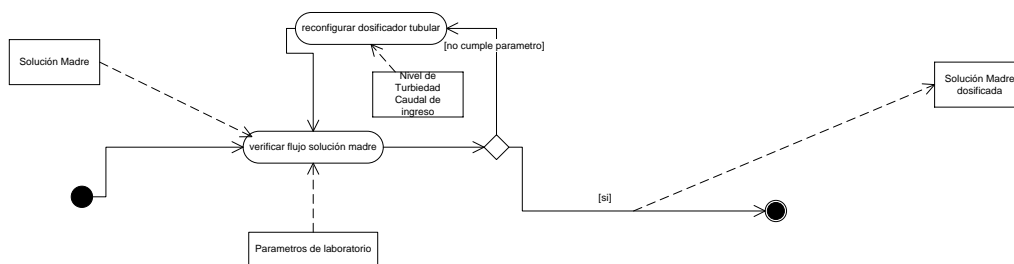 reconfigurar dosificador tubular
[no cumple parametro]
Solución Madre
Nivel de
Turbiedad
Caudal de
ingreso
Solución Madre
dosificada
verificar flujo solución madre
[si]
Parametros de laboratorio